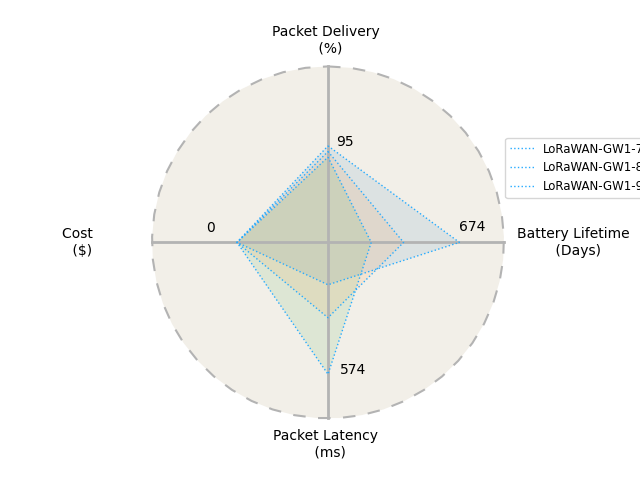 Packet Delivery
(%)
95
LoRaWAN-GW1-7
LoRaWAN-GW1-8
LoRaWAN-GW1-9
Cost
($)
0
674
Battery Lifetime
(Days)
574
Packet Latency
(ms)